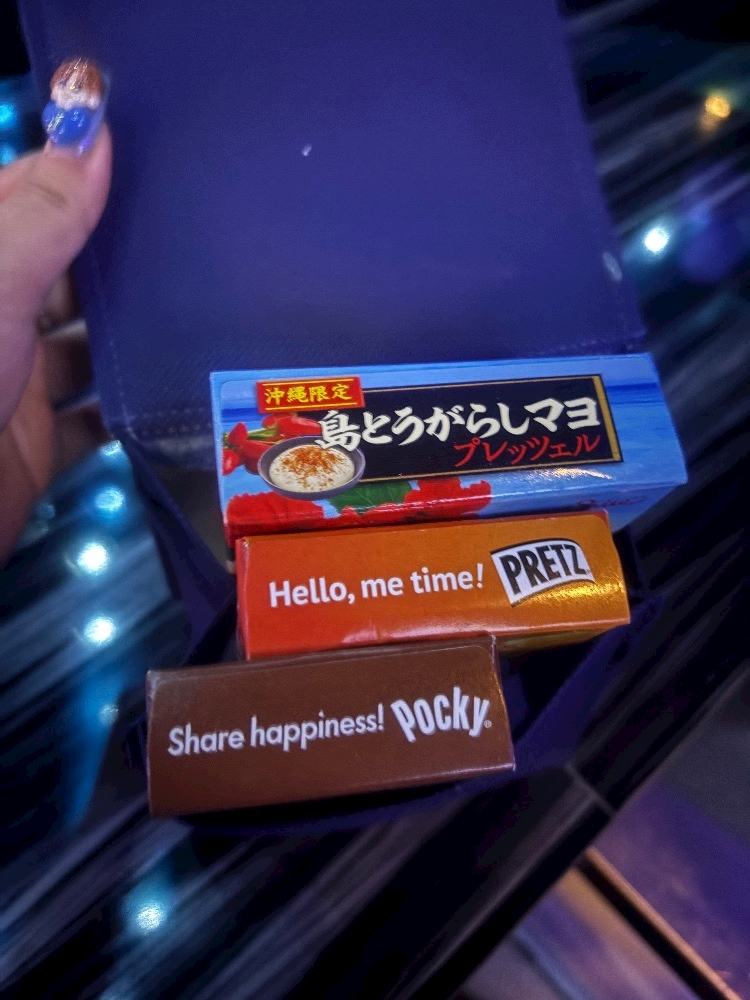 沖縄限定
島とうがらしマヨ
プレッツェル
Hello, me time! PRETZ
Share happiness! Pocky®